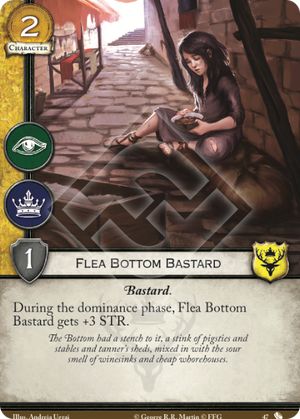 2
CHARACTER
1
FLEA BOTTOM BASTARD
Bastard.
During the dominance phase, Flea Bottom
Bastard gets +3 STR.
The Bottom had a stench to it, a stink of pigsties and
stables and tanner's sheds, mixed in with the sour
smell of winesinks and cheap whorehouses.
Illus. Andreia Ugrai
© George R.R. Martin © FFG
47